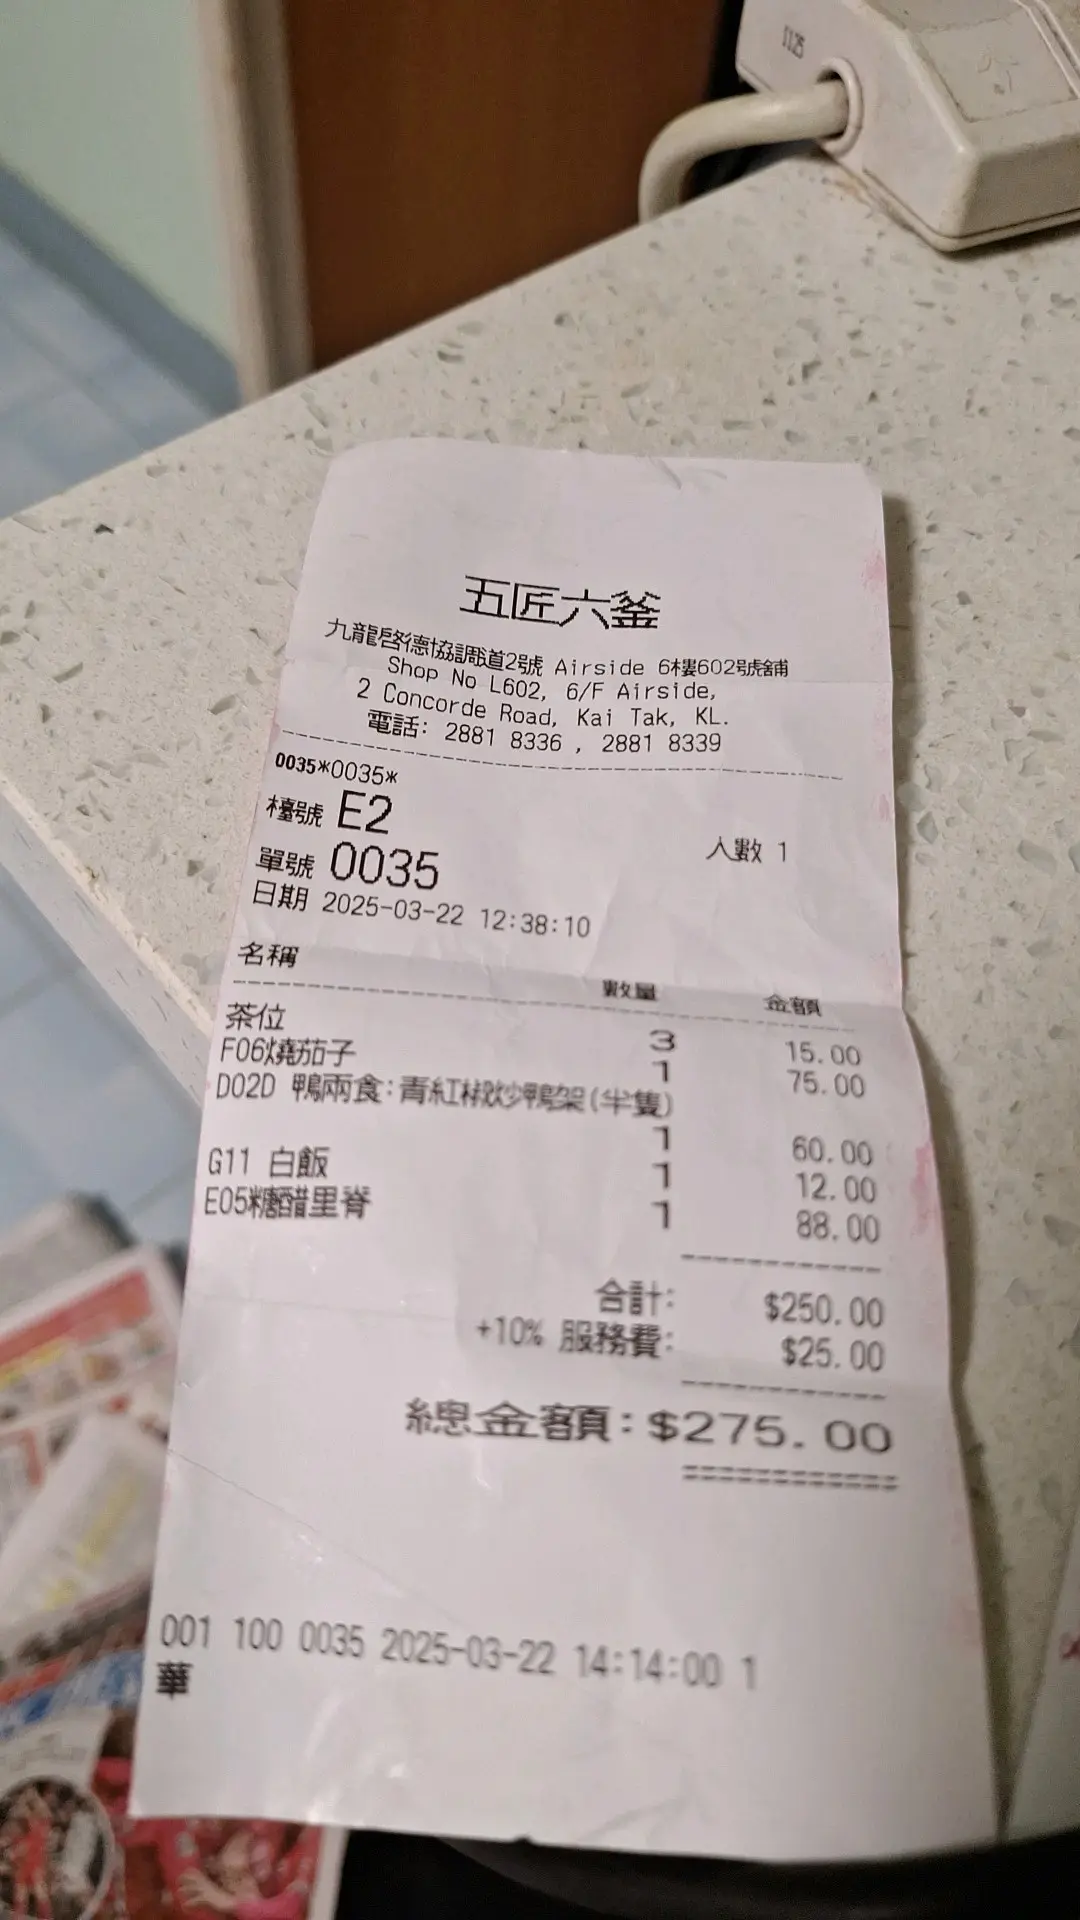 五匠六釜
九龍啓德協調道2號 Airside 6樓602號舖
Shop No L602, 6/F Airside,
2 Concorde Road, Kai Tak, KL.
電話: 2881 8336 , 2881 8339
0035*0035*
檯號 E2
人數 1
單號 0035
日期 2025-03-22 12:38:10
名稱 數量 金額
茶位 3 15.00
F06燒茄子 1 75.00
D02D 鴨兩食:青紅椒炒鴨架(半隻)
1 60.00
G11 白飯 1 12.00
E05糖醋里脊 1 88.00
合計: $250.00
+10% 服務費: $25.00
總金額:$275.00
001 100 0035 2025-03-22 14:14:00 1
華